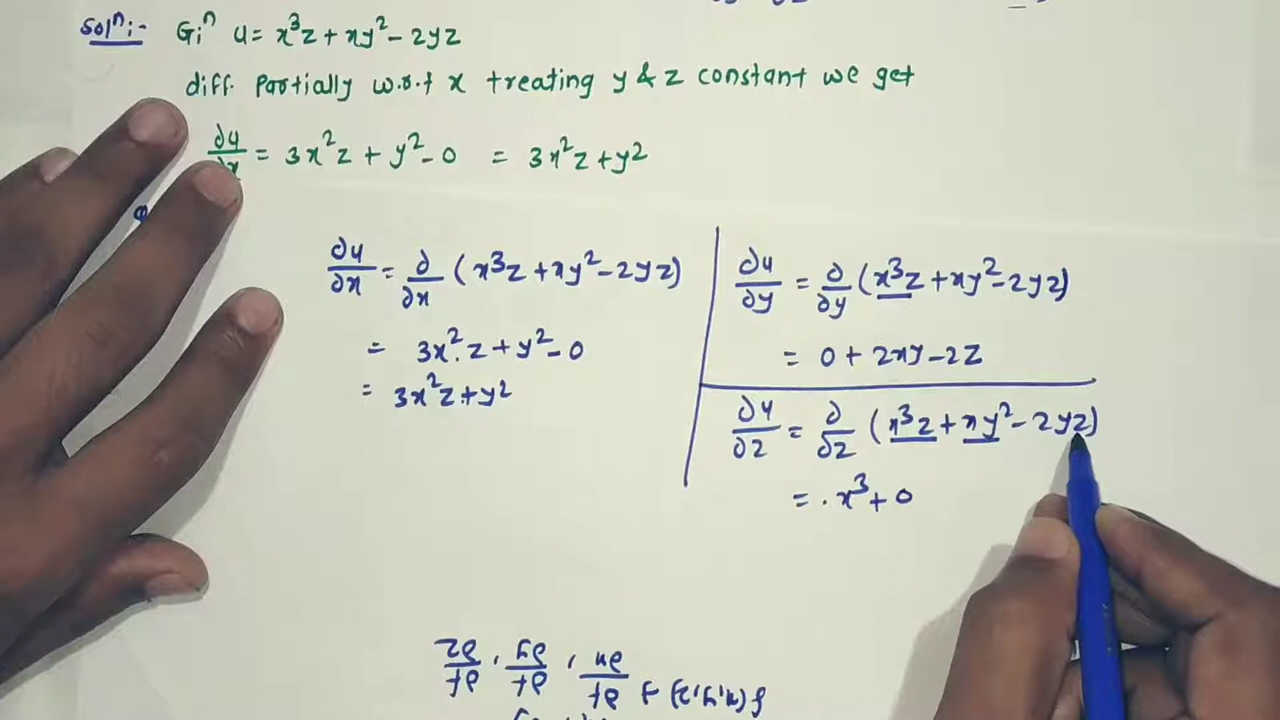 Solⁿ:- Giⁿ u = x³z + xy² - 2yz
diff. Partially w.r.t x treating y & z constant we get
∂u/∂x = 3x²z + y² - 0 = 3x²z + y²
∂u/∂x = ∂/∂x (x³z + xy² - 2yz)
= 3x².z + y² - 0
= 3x²z + y²
∂u/∂y = ∂/∂y (x³z + xy² - 2yz)
= 0 + 2xy - 2z
∂u/∂z = ∂/∂z (x³z + xy² - 2yz)
= . x³ + 0
f(x,y,z) → ∂f/∂x , ∂f/∂y , ∂f/∂z